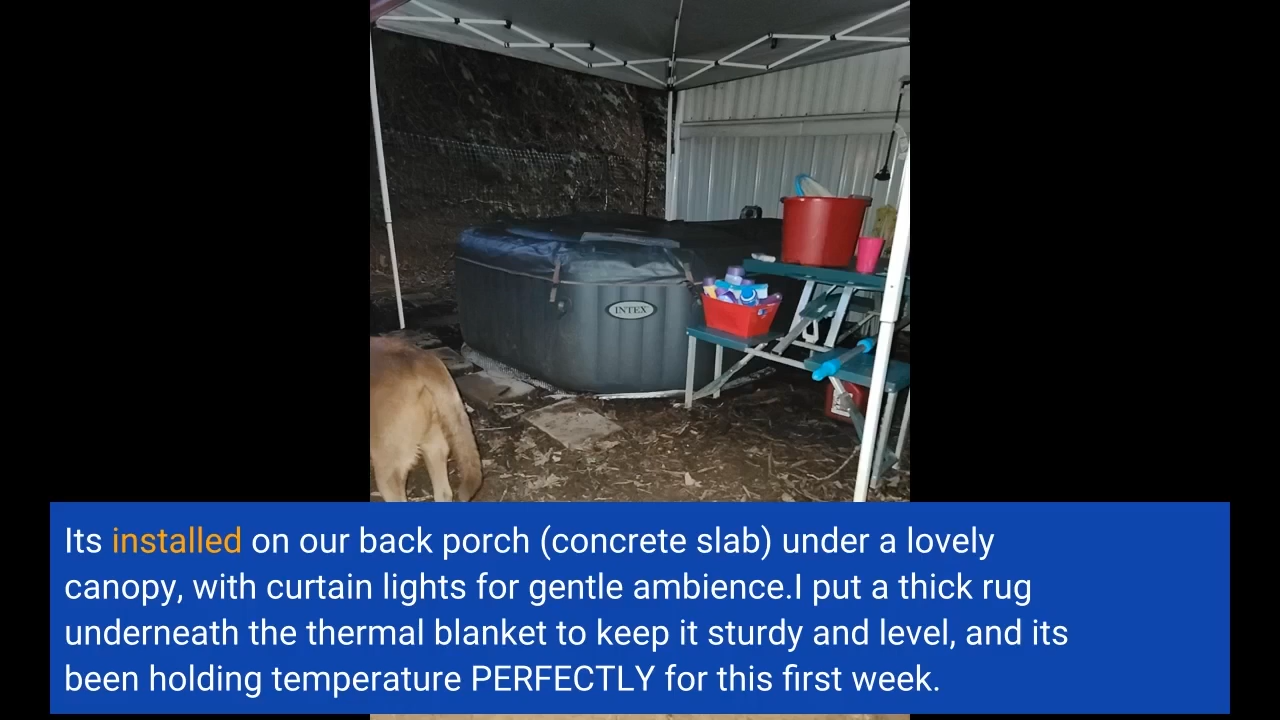 INTEX
Its installed on our back porch (concrete slab) under a lovely
canopy, with curtain lights for gentle ambience.I put a thick rug
underneath the thermal blanket to keep it sturdy and level, and its
been holding temperature PERFECTLY for this first week.